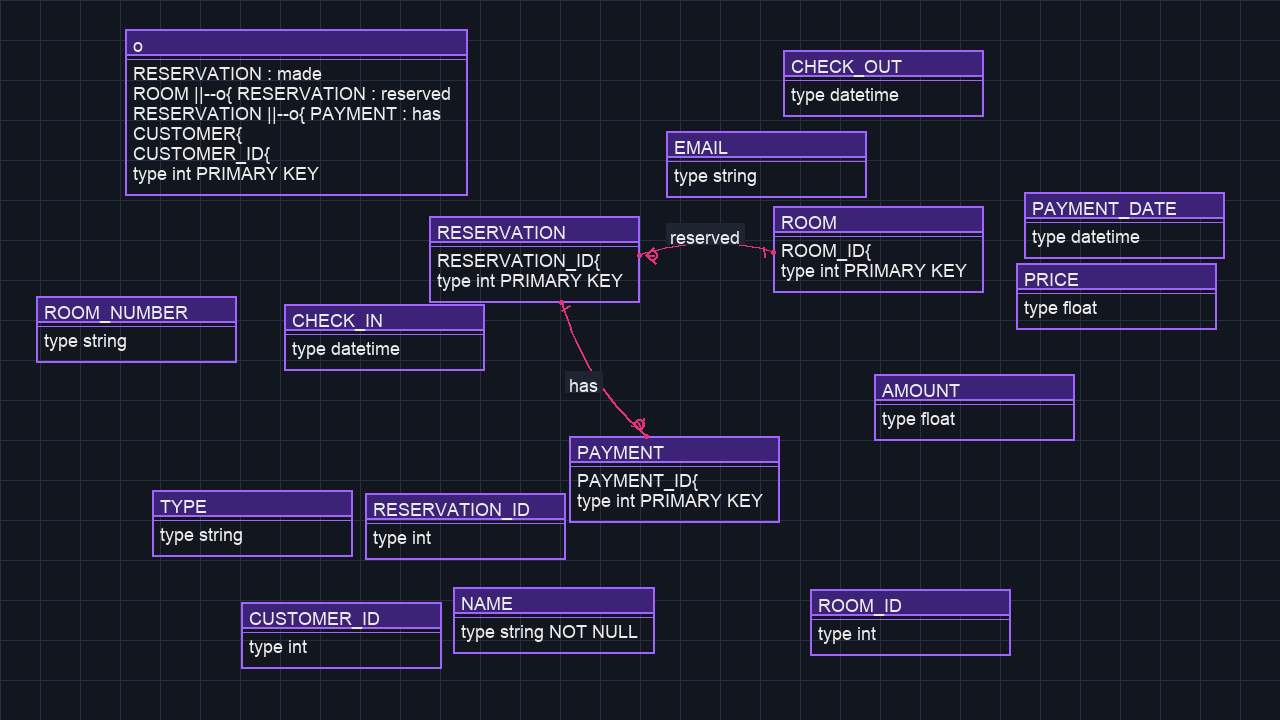 o
RESERVATION : made
ROOM ||--o{ RESERVATION : reserved
RESERVATION ||--o{ PAYMENT : has
CUSTOMER{
CUSTOMER_ID{
type int PRIMARY KEY
CHECK_OUT
type datetime
EMAIL
type string
PAYMENT_DATE
type datetime
RESERVATION
RESERVATION_ID{
type int PRIMARY KEY
reserved
ROOM
ROOM_ID{
type int PRIMARY KEY
PRICE
type float
ROOM_NUMBER
type string
CHECK_IN
type datetime
has
AMOUNT
type float
PAYMENT
PAYMENT_ID{
type int PRIMARY KEY
TYPE
type string
RESERVATION_ID
type int
CUSTOMER_ID
type int
NAME
type string NOT NULL
ROOM_ID
type int